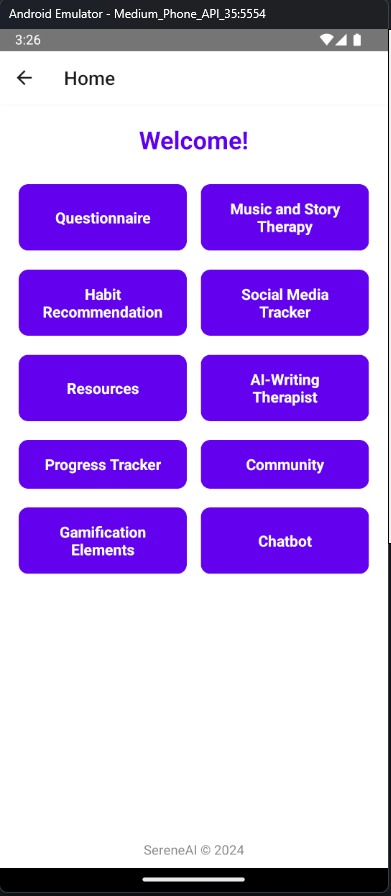 Android Emulator - Medium_Phone_API_35:5554
3:26
Home
Welcome!
Questionnaire
Music and Story
Therapy
Habit
Recommendation
Social Media
Tracker
Resources
AI-Writing
Therapist
Progress Tracker
Community
Gamification
Elements
Chatbot
SereneAI © 2024